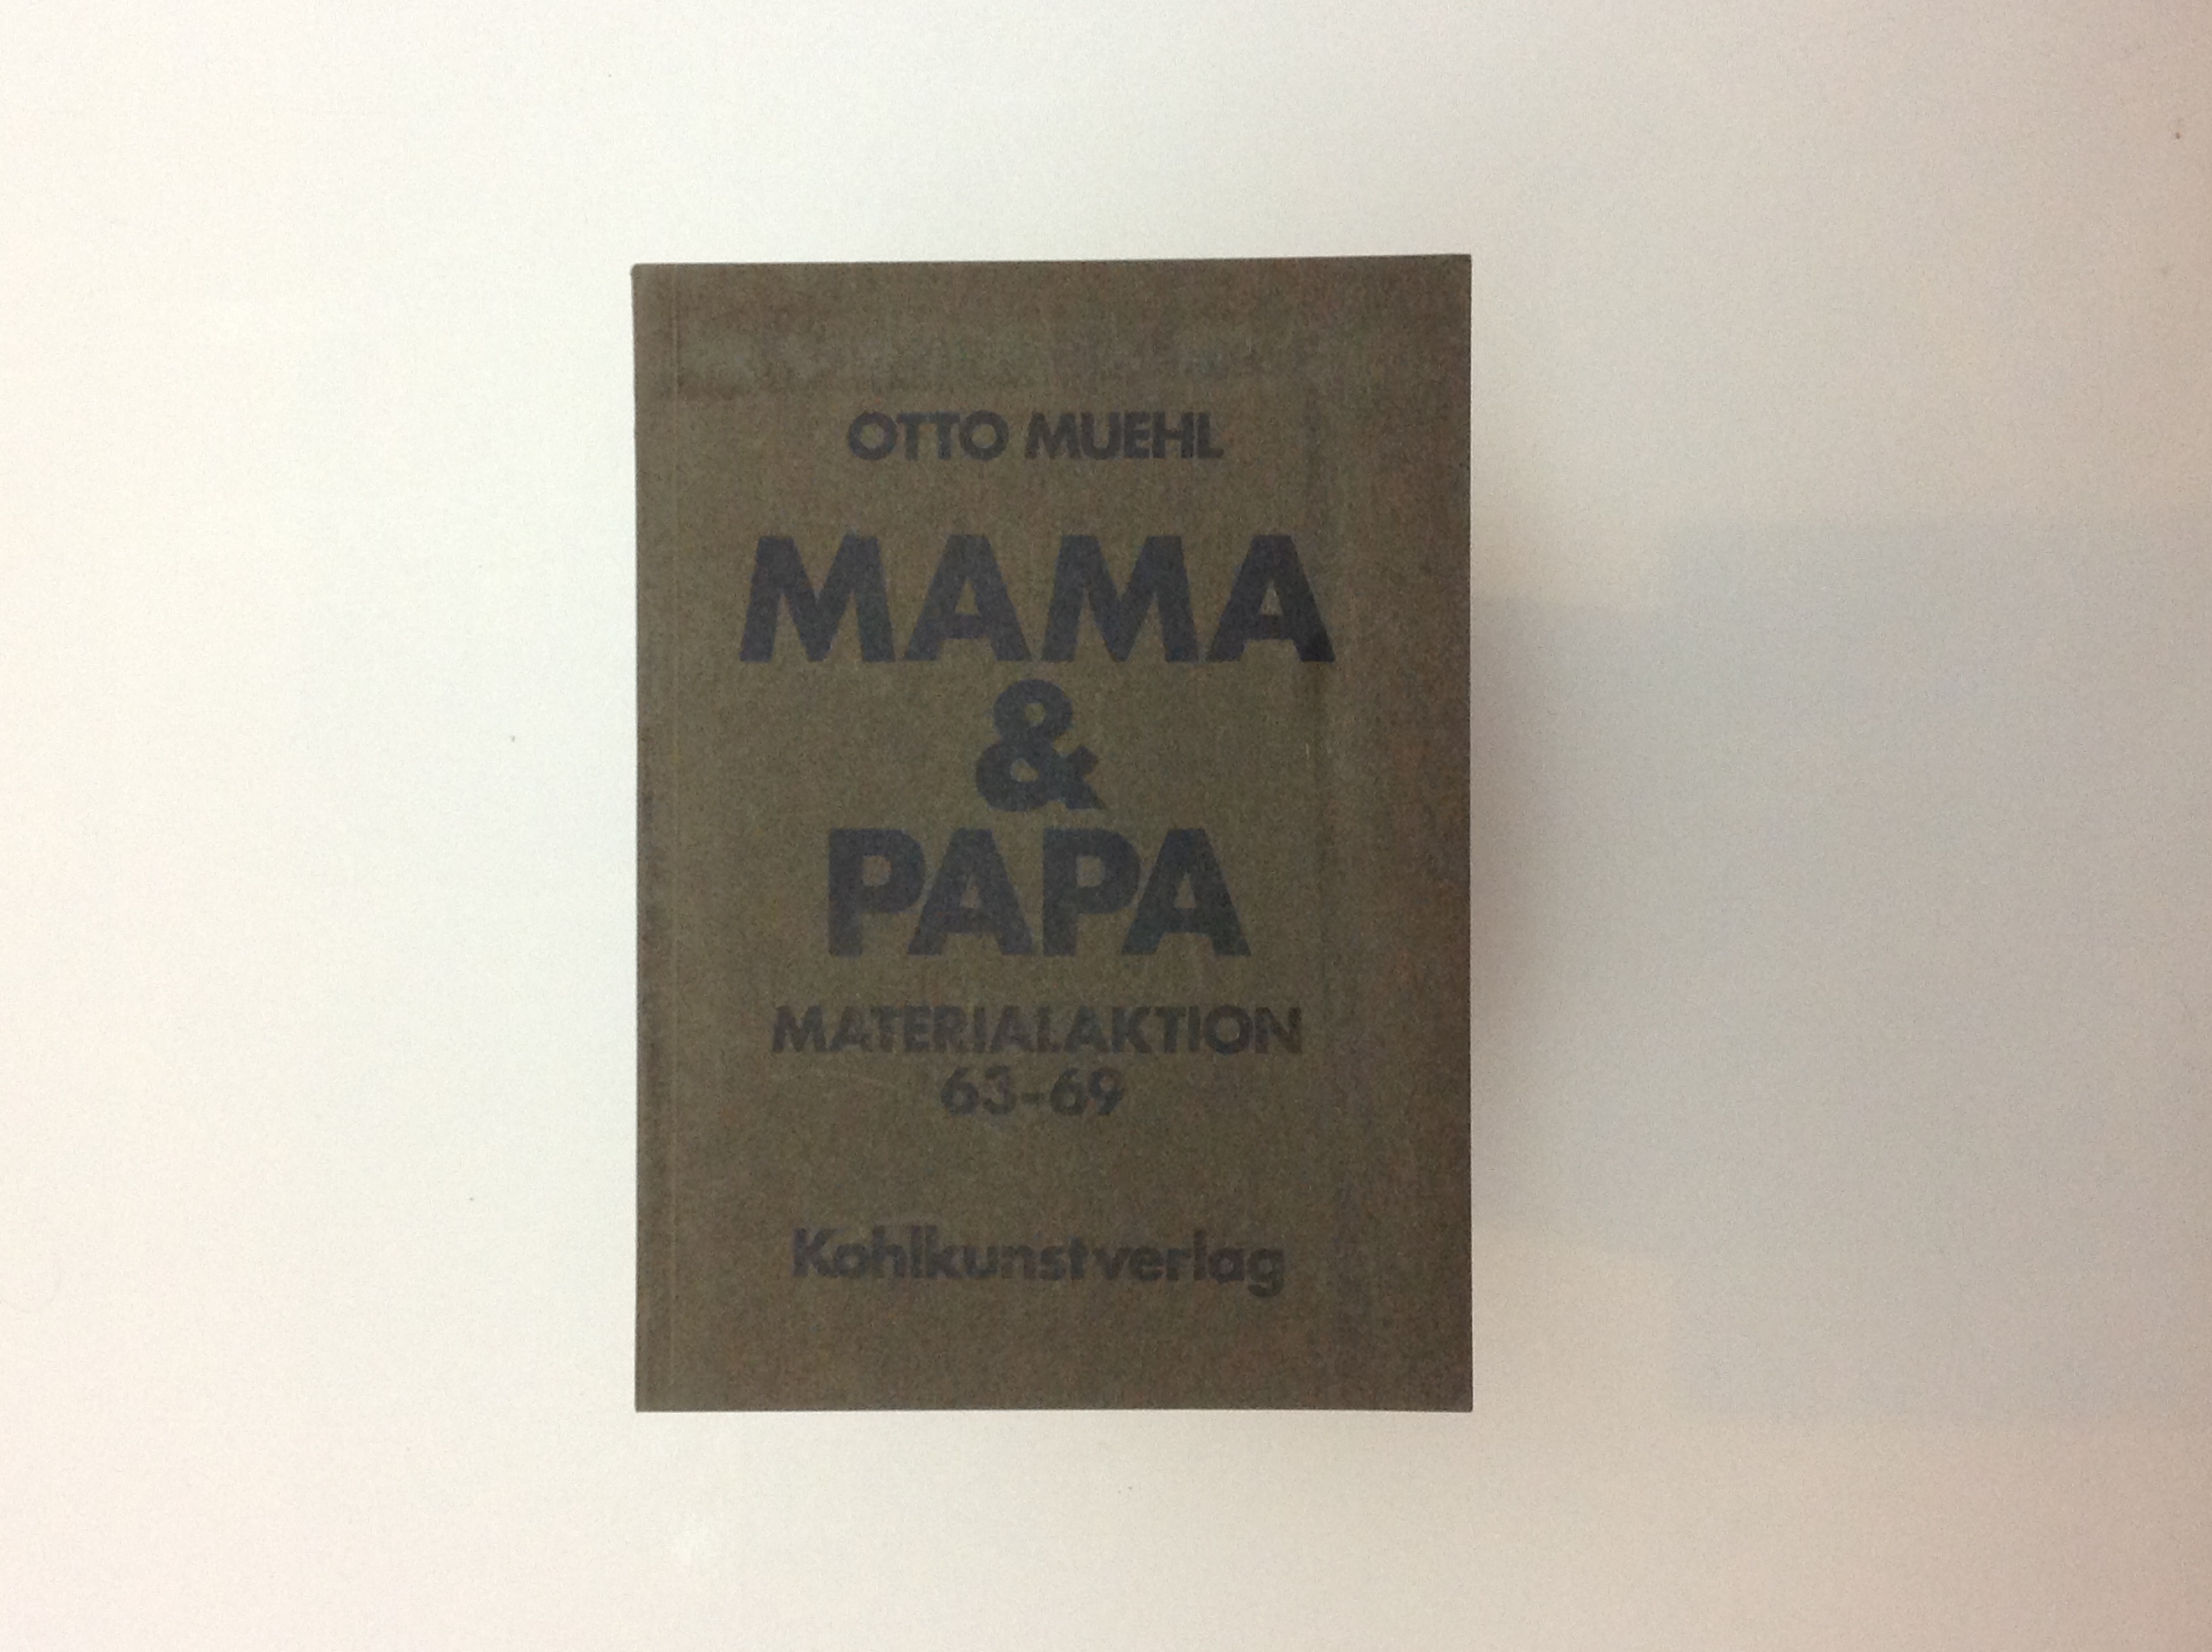 OTTO MUEHL
MAMA
&
PAPA
MATERIALAKTION
63-69
Kohlkunstverlag